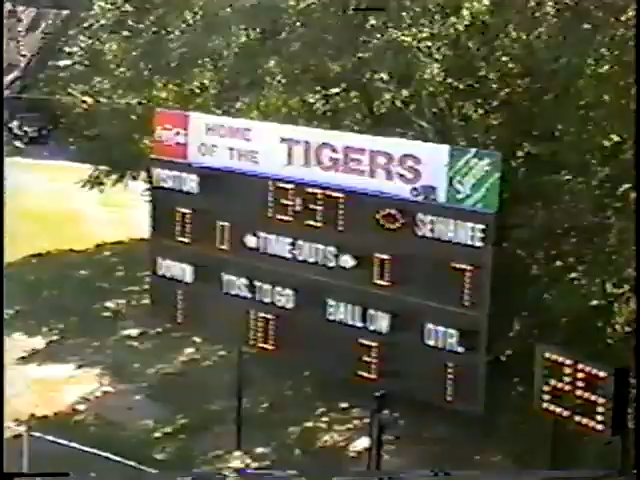 HOME
OF THE
TIGERS
VISITOR
13:37
SEWANEE
0
0
TIME OUTS
0
7
DOWN
YDS. TO GO
BALL ON
QTR.
1
10
3
1
25